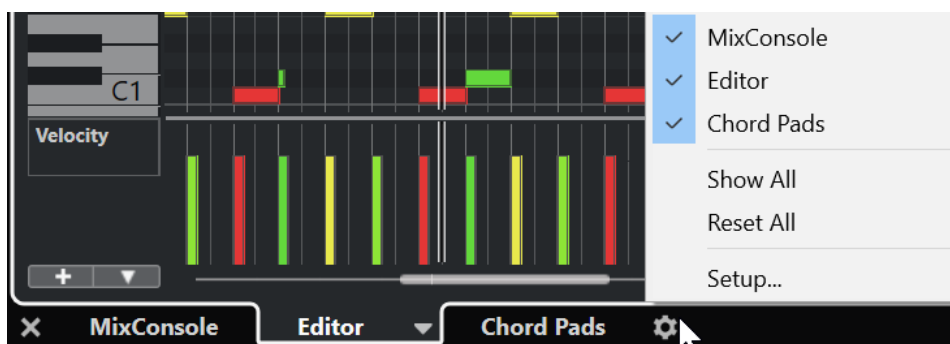 C1
Velocity
MixConsole
Editor
Chord Pads
Show All
Reset All
Setup...
MixConsole Editor Chord Pads